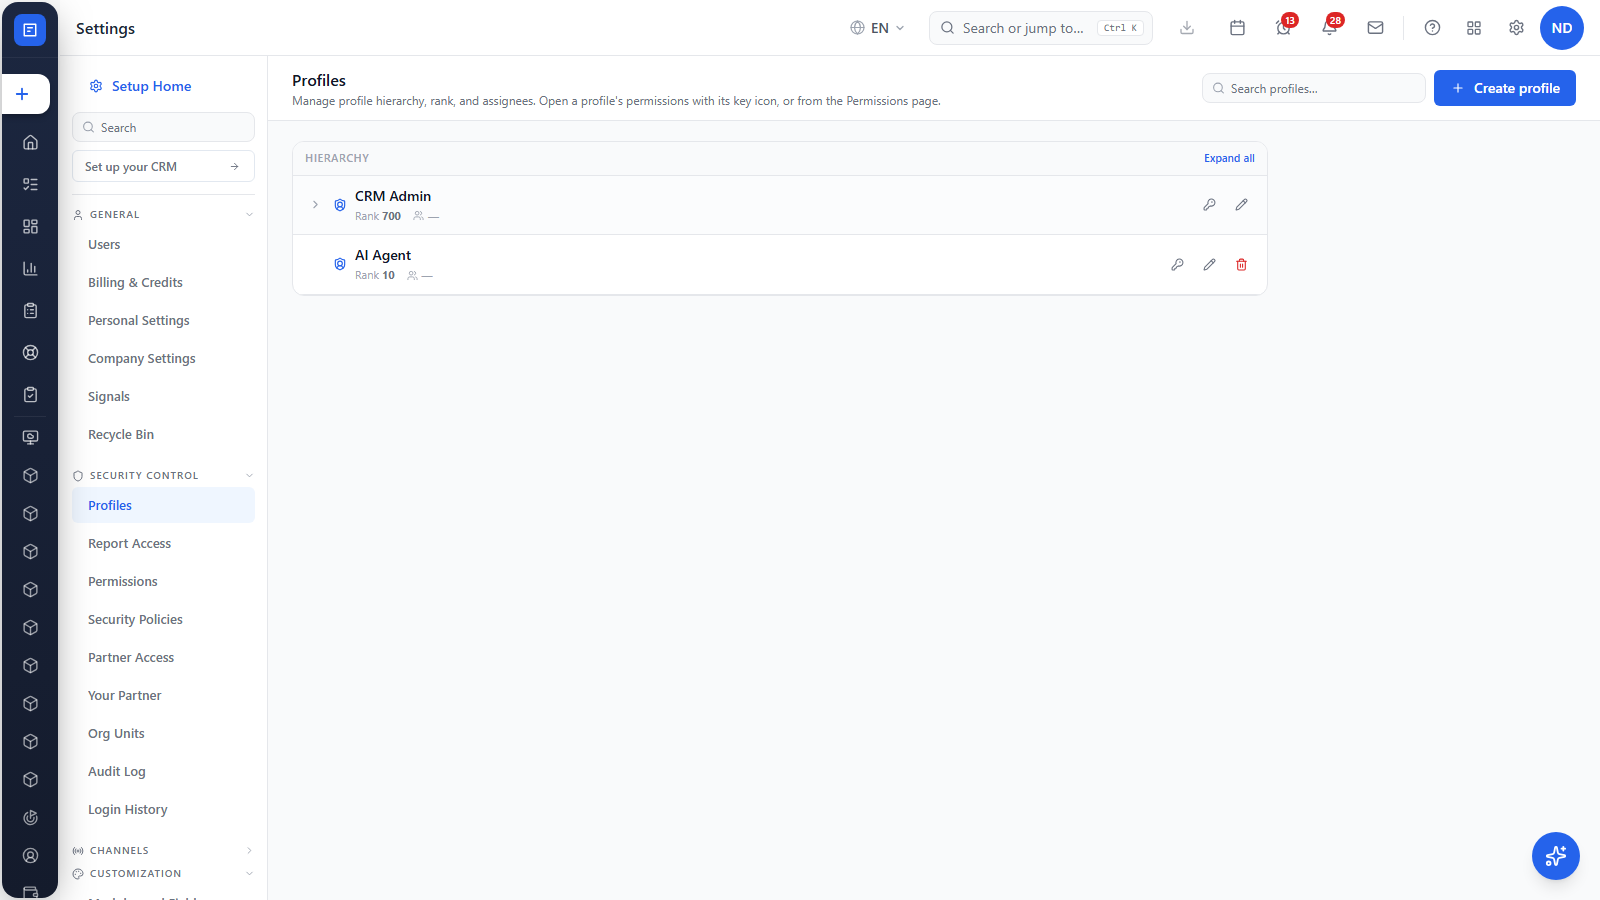 Settings
EN
Search or jump to...
Ctrl K
13
28
ND
Setup Home
Search
Set up your CRM
GENERAL
Users
Billing & Credits
Personal Settings
Company Settings
Signals
Recycle Bin
SECURITY CONTROL
Profiles
Report Access
Permissions
Security Policies
Partner Access
Your Partner
Org Units
Audit Log
Login History
CHANNELS
CUSTOMIZATION
Profiles
Manage profile hierarchy, rank, and assignees. Open a profile's permissions with its key icon, or from the Permissions page.
Search profiles...
Create profile
HIERARCHY
Expand all
CRM Admin
Rank 700
—
AI Agent
Rank 10
—